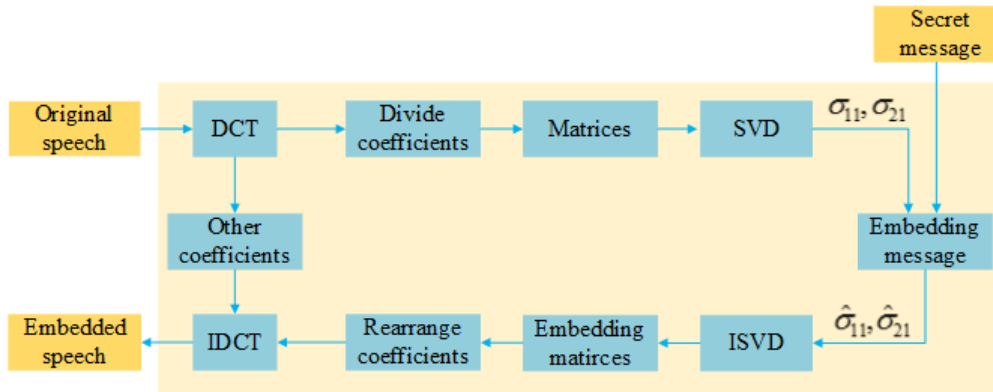 Secret
message
Original
speech
DCT
Divide
coefficients
Matrices
SVD
σ₁₁, σ₂₁
Other
coefficients
Embedding
message
Embedded
speech
IDCT
Rearrange
coefficients
Embedding
matirces
ISVD
σ̂₁₁, σ̂₂₁